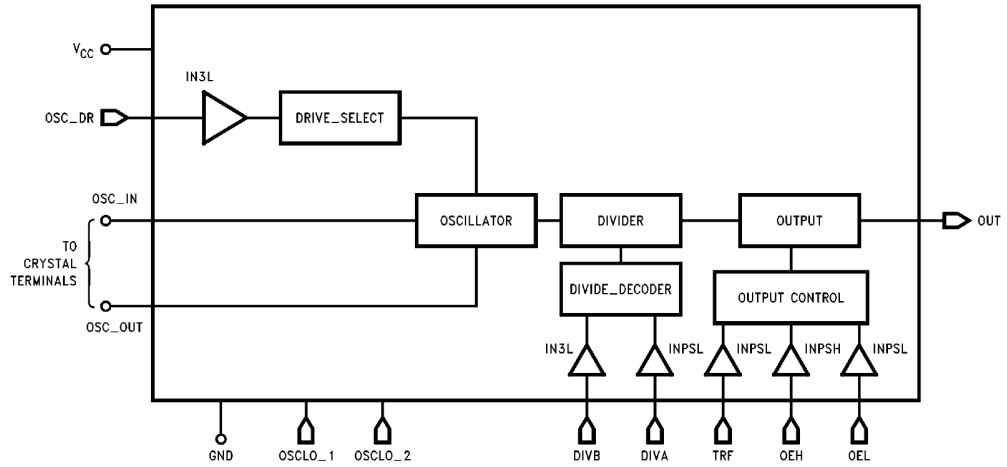 VCC
IN3L
OSC_DR
DRIVE_SELECT
OSC_IN
OSCILLATOR
DIVIDER
OUTPUT
OUT
TO
CRYSTAL
TERMINALS
DIVIDE_DECODER
OUTPUT CONTROL
OSC_OUT
IN3L
INPSL
INPSL
INPSH
INPSL
GND
OSCLO_1
OSCLO_2
DIVB
DIVA
TRF
OEH
OEL